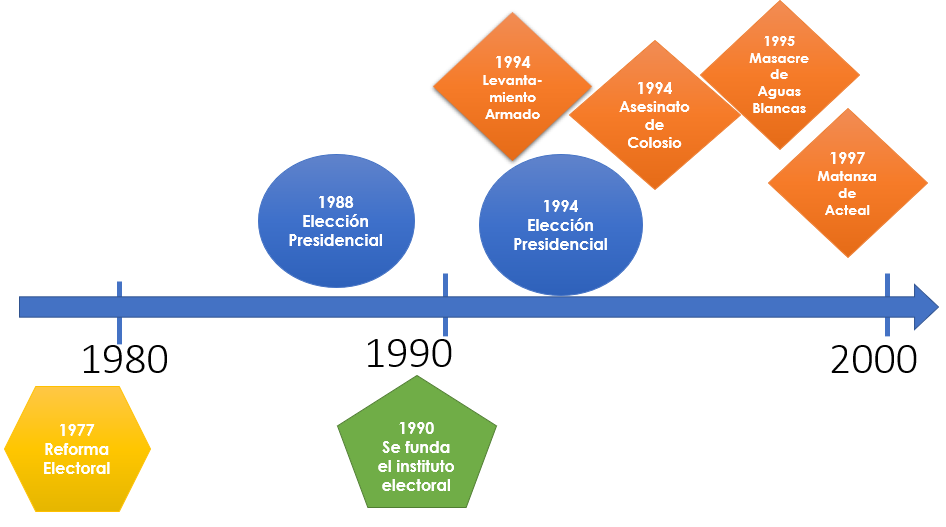 1994
Levanta-
miento
Armado
1994
Asesinato
de
Colosio
1995
Masacre
de
Aguas
Blancas
1997
Matanza
de
Acteal
1988
Elección
Presidencial
1994
Elección
Presidencial
1980
1990
2000
1977
Reforma
Electoral
1990
Se funda
el instituto
electoral